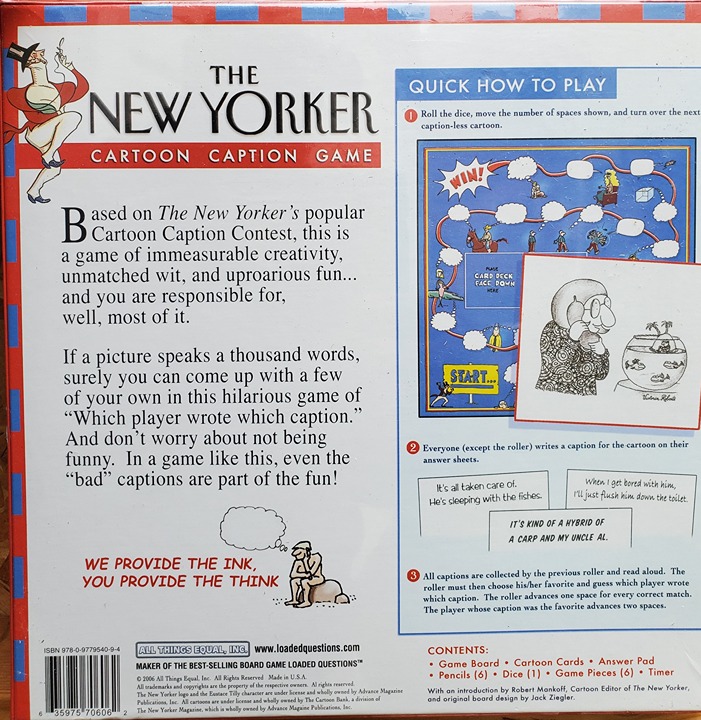 THE
NEW YORKER
CARTOON CAPTION GAME
Based on The New Yorker's popular
Cartoon Caption Contest, this is
a game of immeasurable creativity,
unmatched wit, and uproarious fun...
and you are responsible for,
well, most of it.
If a picture speaks a thousand words,
surely you can come up with a few
of your own in this hilarious game of
“Which player wrote which caption.”
And don't worry about not being
funny. In a game like this, even the
“bad” captions are part of the fun!
WE PROVIDE THE INK,
YOU PROVIDE THE THINK
ISBN 978-0-9779540-9-4
6 35975 70606 2
ALL THINGS EQUAL, INC. www.loadedquestions.com
MAKER OF THE BEST-SELLING BOARD GAME LOADED QUESTIONS™
© 2006 All Things Equal, Inc. All Rights Reserved Made in U.S.A.
All trademarks and copyrights are the property of the respective owners. All rights reserved.
The New Yorker logo and the Eustace Tilley character are under license and wholly owned by Advance Magazine
Publications, Inc. All cartoons are under license and wholly owned by The Cartoon Bank, a division of
The New Yorker Magazine, which is wholly owned by Advance Magazine Publications, Inc.
QUICK HOW TO PLAY
1 Roll the dice, move the number of spaces shown, and turn over the next
caption-less cartoon.
WIN!
PLACE
CARD DECK
FACE DOWN
HERE
START...
Victoria Roberts
2 Everyone (except the roller) writes a caption for the cartoon on their
answer sheets.
It's all taken care of.
He's sleeping with the fishes.
When I get bored with him,
I'll just flush him down the toilet.
IT'S KIND OF A HYBRID OF
A CARP AND MY UNCLE AL.
3 All captions are collected by the previous roller and read aloud. The
roller must then choose his/her favorite and guess which player wrote
which caption. The roller advances one space for every correct match.
The player whose caption was the favorite advances two spaces.
CONTENTS:
• Game Board • Cartoon Cards • Answer Pad
• Pencils (6) • Dice (1) • Game Pieces (6) • Timer
With an introduction by Robert Mankoff, Cartoon Editor of The New Yorker,
and original board design by Jack Ziegler.